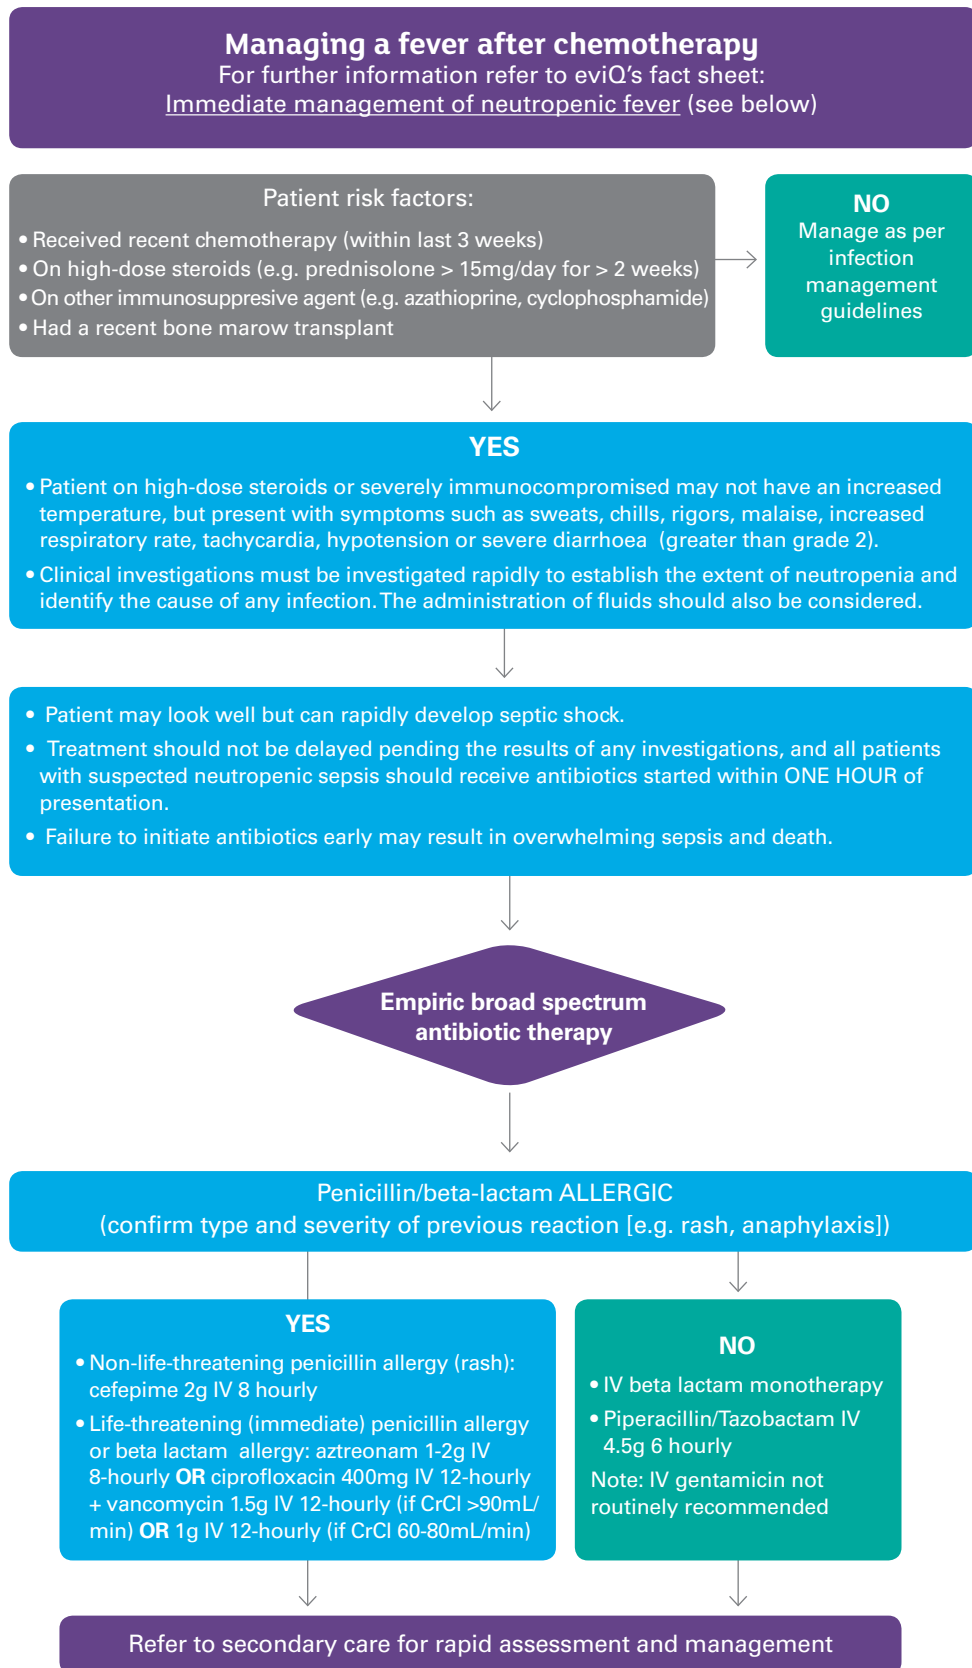 Managing a fever after chemotherapy
For further information refer to eviQ's fact sheet:
Immediate management of neutropenic fever (see below)
Patient risk factors:
• Received recent chemotherapy (within last 3 weeks)
• On high-dose steroids (e.g. prednisolone > 15mg/day for > 2 weeks)
• On other immunosuppresive agent (e.g. azathioprine, cyclophosphamide)
• Had a recent bone marow transplant
NO
Manage as per
infection
management
guidelines
YES
• Patient on high-dose steroids or severely immunocompromised may not have an increased
temperature, but present with symptoms such as sweats, chills, rigors, malaise, increased
respiratory rate, tachycardia, hypotension or severe diarrhoea (greater than grade 2).
• Clinical investigations must be investigated rapidly to establish the extent of neutropenia and
identify the cause of any infection. The administration of fluids should also be considered.
• Patient may look well but can rapidly develop septic shock.
• Treatment should not be delayed pending the results of any investigations, and all patients
with suspected neutropenic sepsis should receive antibiotics started within ONE HOUR of
presentation.
• Failure to initiate antibiotics early may result in overwhelming sepsis and death.
Empiric broad spectrum
antibiotic therapy
Penicillin/beta-lactam ALLERGIC
(confirm type and severity of previous reaction [e.g. rash, anaphylaxis])
YES
• Non-life-threatening penicillin allergy (rash):
cefepime 2g IV 8 hourly
• Life-threatening (immediate) penicillin allergy
or beta lactam allergy: aztreonam 1-2g IV
8-hourly OR ciprofloxacin 400mg IV 12-hourly
+ vancomycin 1.5g IV 12-hourly (if CrCl >90mL/
min) OR 1g IV 12-hourly (if CrCl 60-80mL/min)
NO
• IV beta lactam monotherapy
• Piperacillin/Tazobactam IV
4.5g 6 hourly
Note: IV gentamicin not
routinely recommended
Refer to secondary care for rapid assessment and management